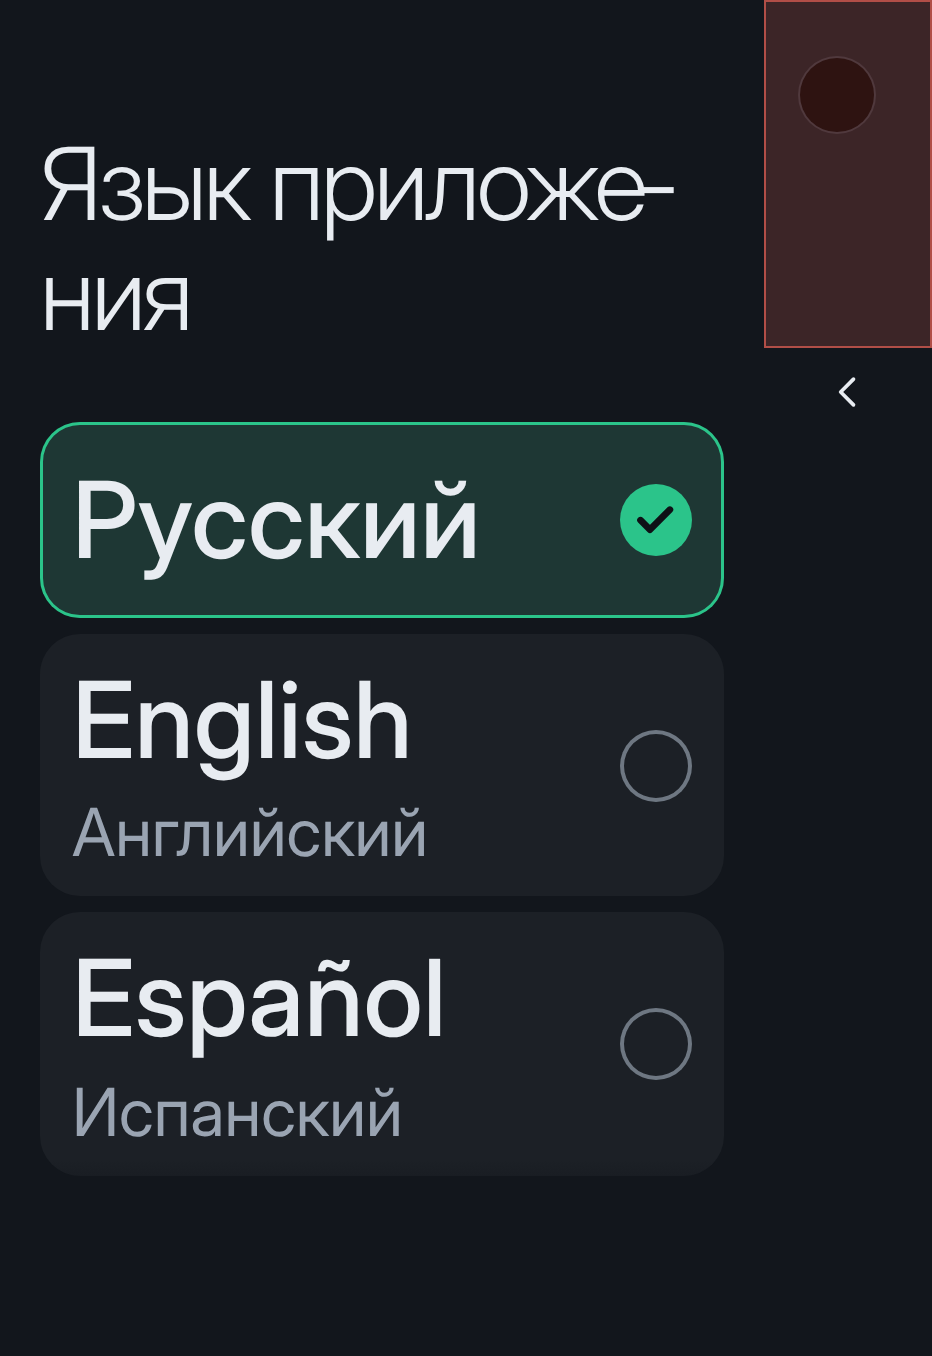 Язык приложе-
ния
Русский
English
Английский
Español
Испанский